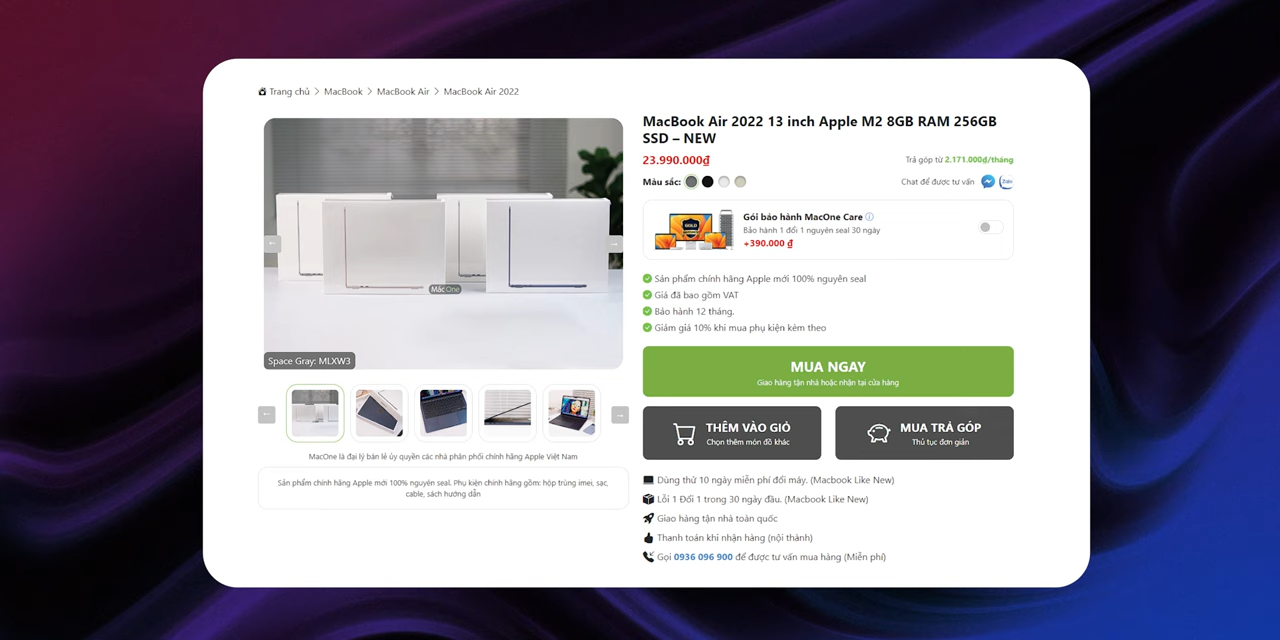 Trang chủ > MacBook > MacBook Air > MacBook Air 2022
MacOne
Space Gray: MLXW3
MacOne là đại lý bán lẻ ủy quyền các nhà phân phối chính hãng Apple Việt Nam
Sản phẩm chính hãng Apple mới 100% nguyên seal. Phụ kiện chính hãng gồm: hộp trùng imei, sạc,
cable, sách hướng dẫn
MacBook Air 2022 13 inch Apple M2 8GB RAM 256GB
SSD – NEW
23.990.000₫
Trả góp từ 2.171.000₫/tháng
Màu sắc:
Chat để được tư vấn
Zalo
GOLD
Gói bảo hành MacOne Care
Bảo hành 1 đổi 1 nguyên seal 30 ngày
+390.000 ₫
Sản phẩm chính hãng Apple mới 100% nguyên seal
Giá đã bao gồm VAT
Bảo hành 12 tháng.
Giảm giá 10% khi mua phụ kiện kèm theo
MUA NGAY
Giao hàng tận nhà hoặc nhận tại cửa hàng
THÊM VÀO GIỎ
Chọn thêm món đồ khác
MUA TRẢ GÓP
Thủ tục đơn giản
Dùng thử 10 ngày miễn phí đổi máy. (Macbook Like New)
Lỗi 1 Đổi 1 trong 30 ngày đầu. (Macbook Like New)
Giao hàng tận nhà toàn quốc
Thanh toán khi nhận hàng (nội thành)
Gọi 0936 096 900 để được tư vấn mua hàng (Miễn phí)